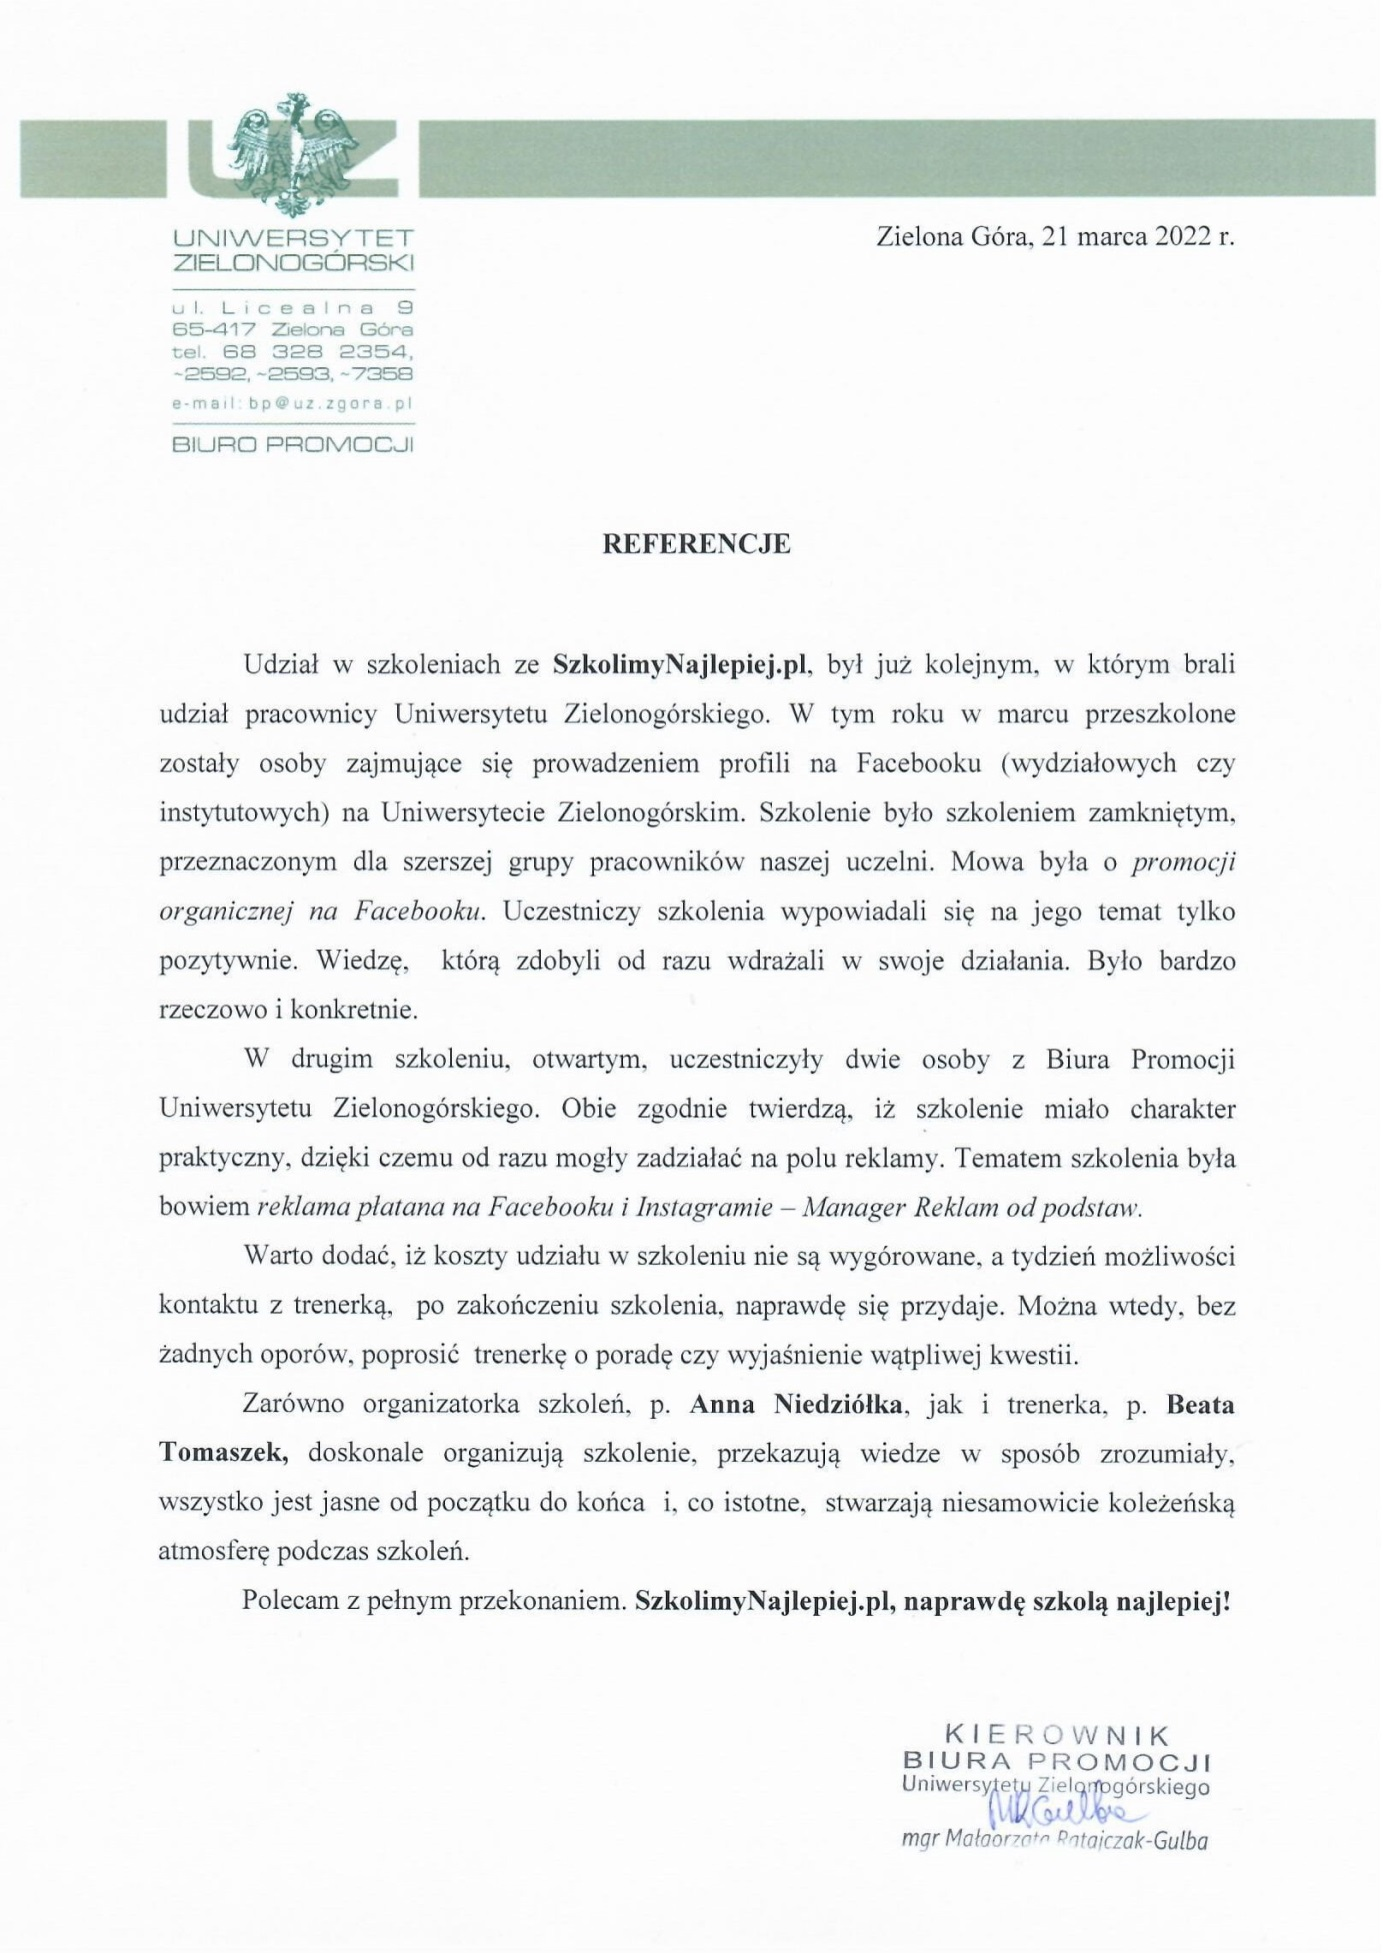 UZ
UNIWERSYTET
ZIELONOGÓRSKI
ul. Licealna 9
65-417 Zielona Góra
tel. 68 328 2354,
~2592, ~2593, ~7358
e-mail: bp@uz.zgora.pl
BIURO PROMOCJI
Zielona Góra, 21 marca 2022 r.
REFERENCJE
Udział w szkoleniach ze SzkolimyNajlepiej.pl, był już kolejnym, w którym brali
udział pracownicy Uniwersytetu Zielonogórskiego. W tym roku w marcu przeszkolone
zostały osoby zajmujące się prowadzeniem profili na Facebooku (wydziałowych czy
instytutowych) na Uniwersytecie Zielonogórskim. Szkolenie było szkoleniem zamkniętym,
przeznaczonym dla szerszej grupy pracowników naszej uczelni. Mowa była o promocji
organicznej na Facebooku. Uczestniczy szkolenia wypowiadali się na jego temat tylko
pozytywnie. Wiedzę, którą zdobyli od razu wdrażali w swoje działania. Było bardzo
rzeczowo i konkretnie.
W drugim szkoleniu, otwartym, uczestniczyły dwie osoby z Biura Promocji
Uniwersytetu Zielonogórskiego. Obie zgodnie twierdzą, iż szkolenie miało charakter
praktyczny, dzięki czemu od razu mogły zadziałać na polu reklamy. Tematem szkolenia była
bowiem reklama płatana na Facebooku i Instagramie – Manager Reklam od podstaw.
Warto dodać, iż koszty udziału w szkoleniu nie są wygórowane, a tydzień możliwości
kontaktu z trenerką, po zakończeniu szkolenia, naprawdę się przydaje. Można wtedy, bez
żadnych oporów, poprosić trenerkę o poradę czy wyjaśnienie wątpliwej kwestii.
Zarówno organizatorka szkoleń, p. Anna Niedziółka, jak i trenerka, p. Beata
Tomaszek, doskonale organizują szkolenie, przekazują wiedze w sposób zrozumiały,
wszystko jest jasne od początku do końca i, co istotne, stwarzają niesamowicie koleżeńską
atmosferę podczas szkoleń.
Polecam z pełnym przekonaniem. SzkolimyNajlepiej.pl, naprawdę szkolą najlepiej!
KIEROWNIK
BIURA PROMOCJI
Uniwersytetu Zielonogórskiego
mgr Małgorzata Ratajczak-Gulba